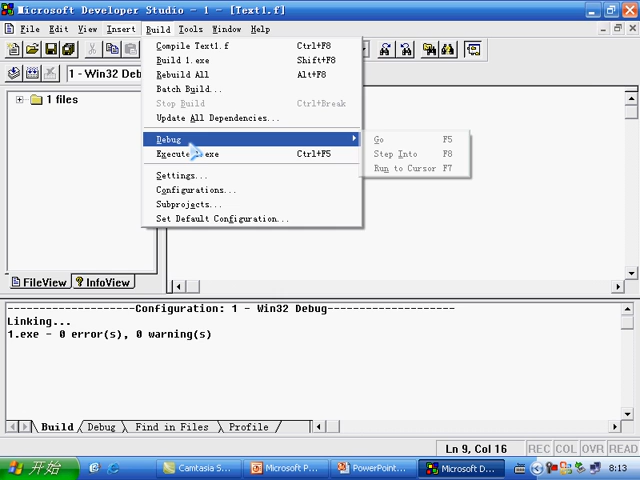 Microsoft Developer Studio - 1 - [Text1.f]
File Edit View Insert Build Tools Window Help
Compile Text1.f Ctrl+F8
Build 1.exe Shift+F8
Rebuild All Alt+F8
Batch Build...
Stop Build Ctrl+Break
Update All Dependencies...
Debug
Execute exe Ctrl+F5
Settings...
Configurations...
Subprojects...
Set Default Configuration...
Go F5
Step Into F8
Run to Cursor F7
1 - Win32 Deb
1 files
FileView InfoView
--------------------Configuration: 1 - Win32 Debug--------------------
Linking...
1.exe - 0 error(s), 0 warning(s)
Build Debug Find in Files Profile
Ln 9, Col 16 REC COL OVR READ
开始 Camtasia S... Microsoft P... PowerPoint... Microsoft D... 8:13